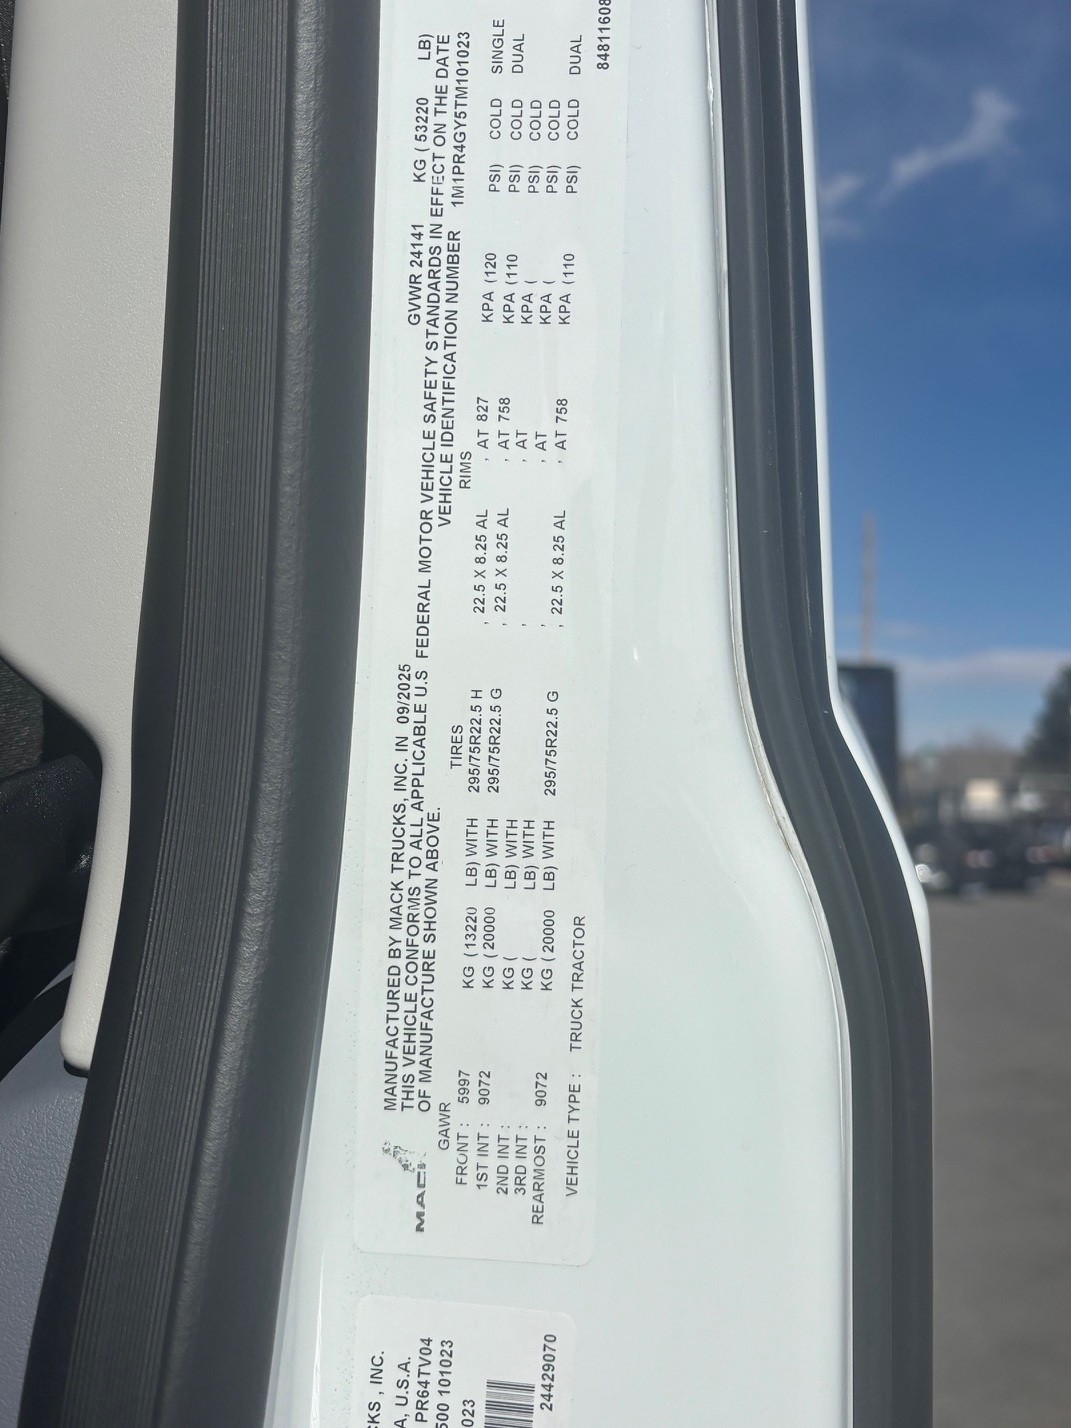 MACK
MANUFACTURED BY MACK TRUCKS, INC. IN 09/2025 GVWR 24141 KG ( 53220 LB)
THIS VEHICLE CONFORMS TO ALL APPLICABLE U.S FEDERAL MOTOR VEHICLE SAFETY STANDARDS IN EFFECT ON THE DATE
OF MANUFACTURE SHOWN ABOVE. VEHICLE IDENTIFICATION NUMBER 1M1PR4GY5TM101023
GAWR TIRES RIMS
FRONT : 5997 KG (13220 LB) WITH 295/75R22.5 H , 22.5 X 8.25 AL , AT 827 KPA (120 PSI) COLD SINGLE
1ST INT : 9072 KG (20000 LB) WITH 295/75R22.5 G , 22.5 X 8.25 AL , AT 758 KPA (110 PSI) COLD DUAL
2ND INT : KG ( LB) WITH , , AT KPA ( PSI) COLD
3RD INT : KG ( LB) WITH , , AT KPA ( PSI) COLD
REARMOST : 9072 KG ( 20000 LB) WITH 295/75R22.5 G , 22.5 X 8.25 AL , AT 758 KPA (110 PSI) COLD DUAL
VEHICLE TYPE : TRUCK TRACTOR
84811608
KS , INC.
A, U.S.A.
PR64TV04
500 101023
023
24429070